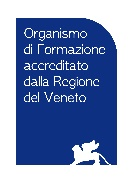 Organismo
di Formazione
accreditato
dalla Regione
del Veneto